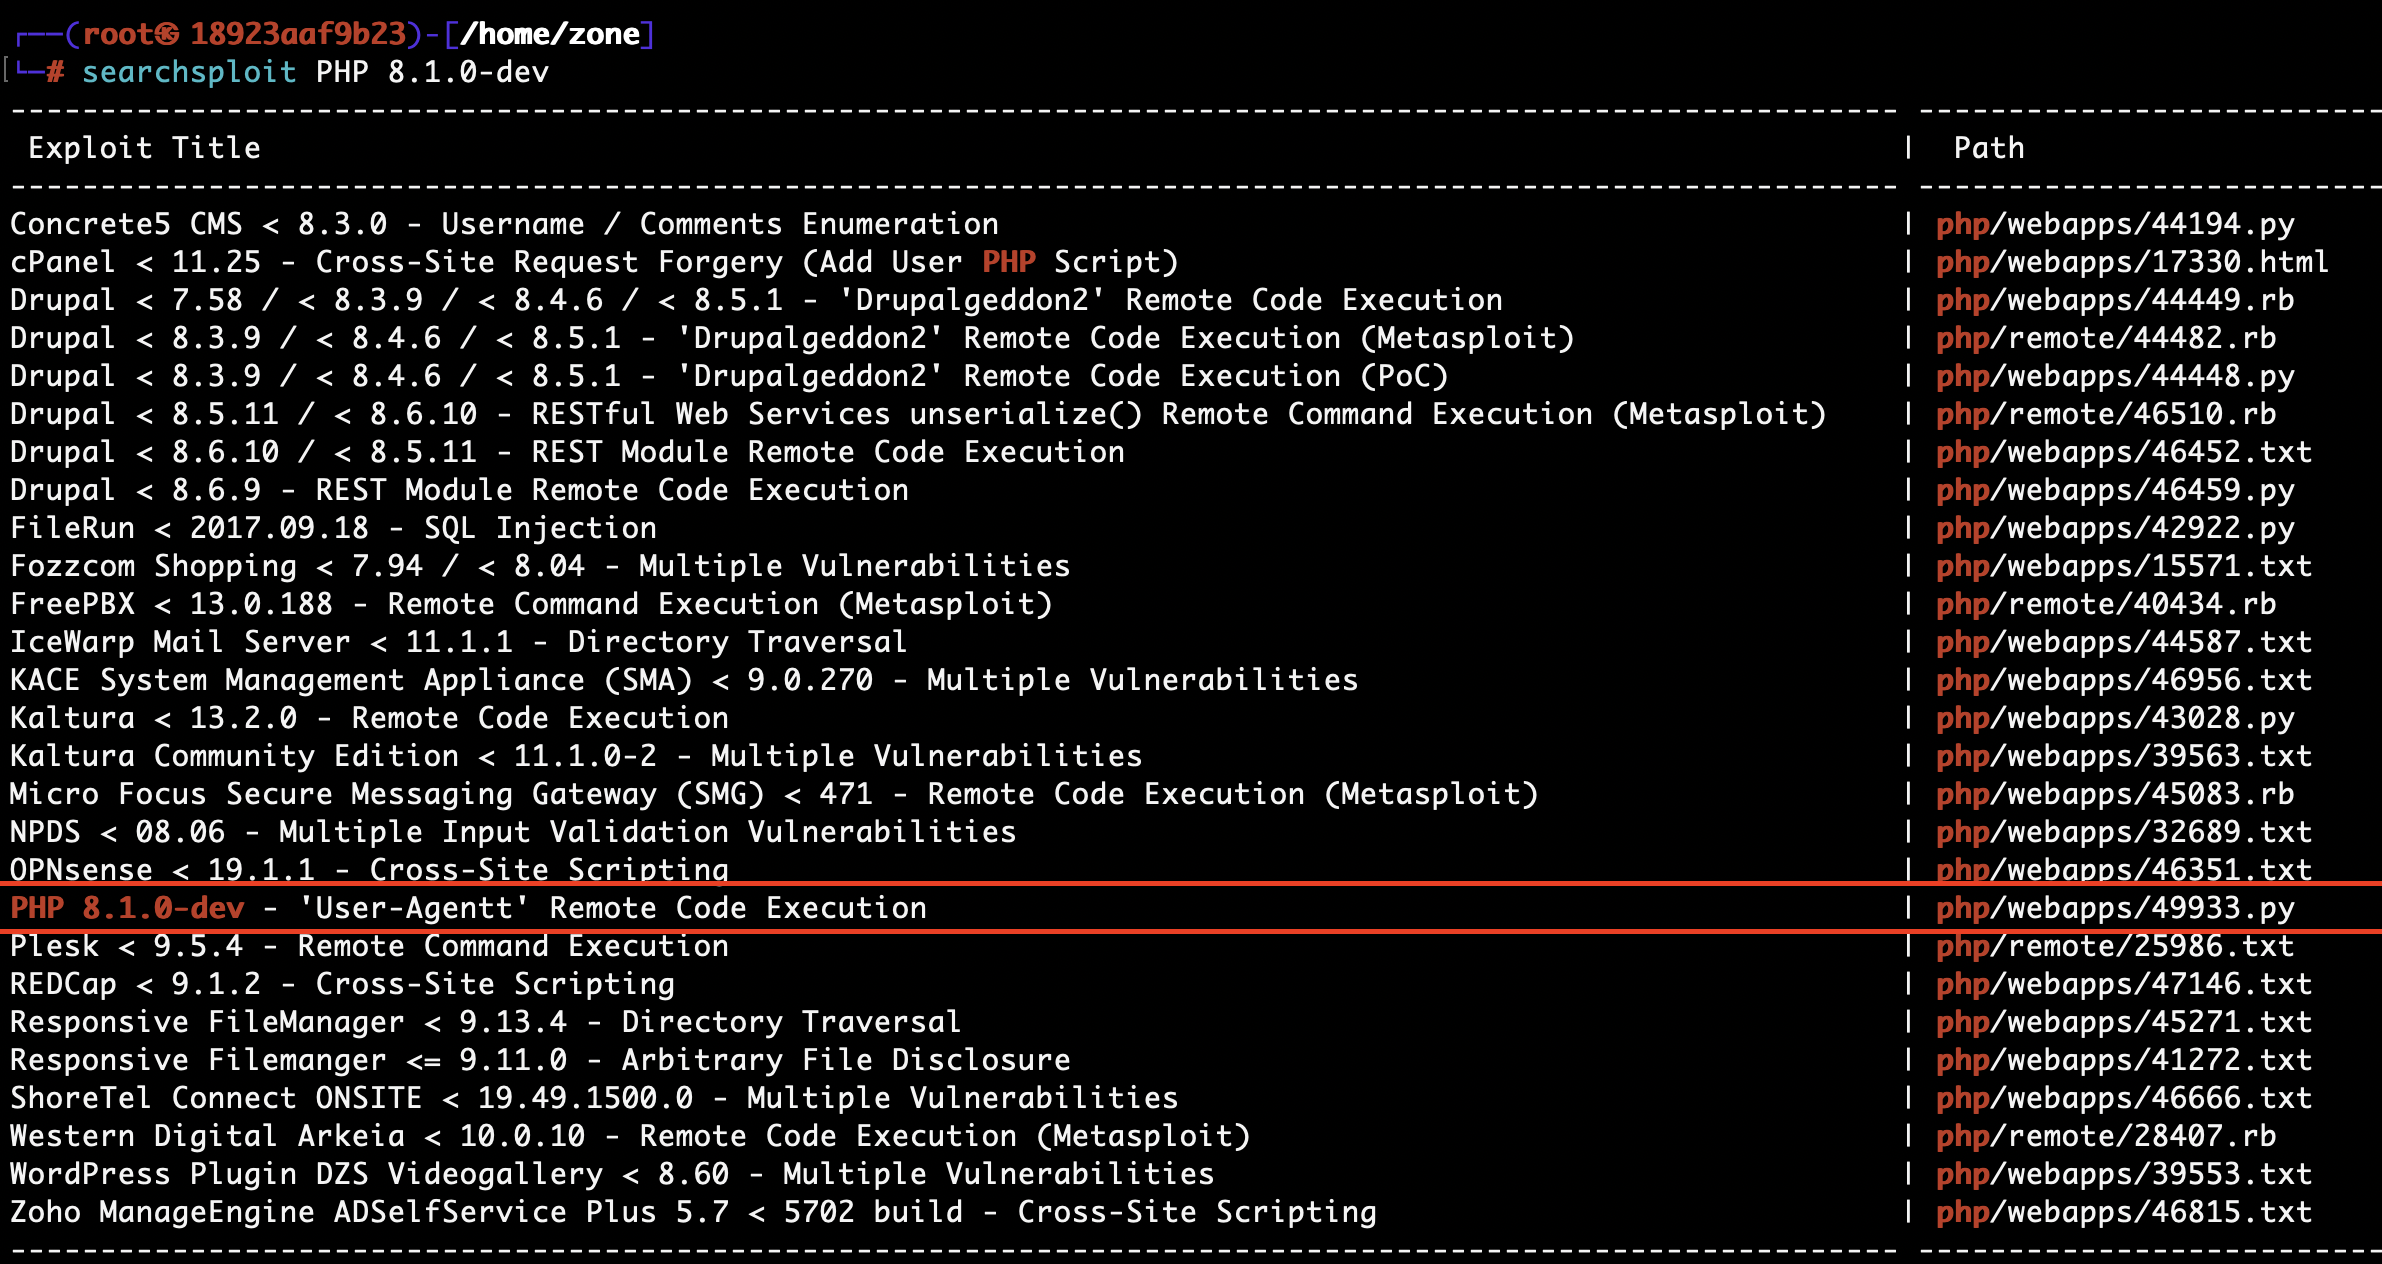 ┌──(root㉿18923aaf9b23)-[/home/zone]
└─# searchsploit PHP 8.1.0-dev
Exploit Title | Path
Concrete5 CMS < 8.3.0 - Username / Comments Enumeration | php/webapps/44194.py
cPanel < 11.25 - Cross-Site Request Forgery (Add User PHP Script) | php/webapps/17330.html
Drupal < 7.58 / < 8.3.9 / < 8.4.6 / < 8.5.1 - 'Drupalgeddon2' Remote Code Execution | php/webapps/44449.rb
Drupal < 8.3.9 / < 8.4.6 / < 8.5.1 - 'Drupalgeddon2' Remote Code Execution (Metasploit) | php/remote/44482.rb
Drupal < 8.3.9 / < 8.4.6 / < 8.5.1 - 'Drupalgeddon2' Remote Code Execution (PoC) | php/webapps/44448.py
Drupal < 8.5.11 / < 8.6.10 - RESTful Web Services unserialize() Remote Command Execution (Metasploit) | php/remote/46510.rb
Drupal < 8.6.10 / < 8.5.11 - REST Module Remote Code Execution | php/webapps/46452.txt
Drupal < 8.6.9 - REST Module Remote Code Execution | php/webapps/46459.py
FileRun < 2017.09.18 - SQL Injection | php/webapps/42922.py
Fozzcom Shopping < 7.94 / < 8.04 - Multiple Vulnerabilities | php/webapps/15571.txt
FreePBX < 13.0.188 - Remote Command Execution (Metasploit) | php/remote/40434.rb
IceWarp Mail Server < 11.1.1 - Directory Traversal | php/webapps/44587.txt
KACE System Management Appliance (SMA) < 9.0.270 - Multiple Vulnerabilities | php/webapps/46956.txt
Kaltura < 13.2.0 - Remote Code Execution | php/webapps/43028.py
Kaltura Community Edition < 11.1.0-2 - Multiple Vulnerabilities | php/webapps/39563.txt
Micro Focus Secure Messaging Gateway (SMG) < 471 - Remote Code Execution (Metasploit) | php/webapps/45083.rb
NPDS < 08.06 - Multiple Input Validation Vulnerabilities | php/webapps/32689.txt
OPNsense < 19.1.1 - Cross-Site Scripting | php/webapps/46351.txt
PHP 8.1.0-dev - 'User-Agentt' Remote Code Execution | php/webapps/49933.py
Plesk < 9.5.4 - Remote Command Execution | php/remote/25986.txt
REDCap < 9.1.2 - Cross-Site Scripting | php/webapps/47146.txt
Responsive FileManager < 9.13.4 - Directory Traversal | php/webapps/45271.txt
Responsive Filemanger <= 9.11.0 - Arbitrary File Disclosure | php/webapps/41272.txt
ShoreTel Connect ONSITE < 19.49.1500.0 - Multiple Vulnerabilities | php/webapps/46666.txt
Western Digital Arkeia < 10.0.10 - Remote Code Execution (Metasploit) | php/remote/28407.rb
WordPress Plugin DZS Videogallery < 8.60 - Multiple Vulnerabilities | php/webapps/39553.txt
Zoho ManageEngine ADSelfService Plus 5.7 < 5702 build - Cross-Site Scripting | php/webapps/46815.txt